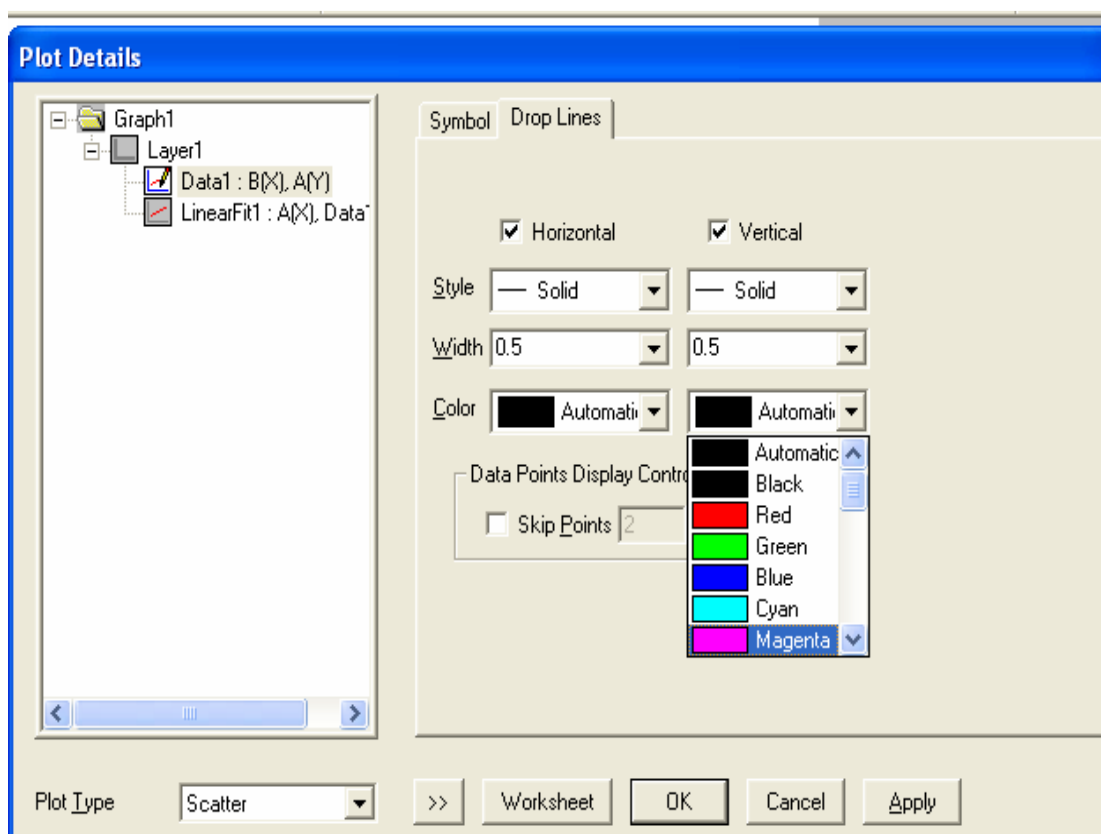 Plot Details
Graph1
Layer1
Data1 : B(X), A(Y)
LinearFit1 : A(X), Data
Symbol
Drop Lines
Horizontal
Vertical
Style
Solid
Solid
Width
0.5
0.5
Color
Automati
Automati
Automatic
Black
Red
Green
Blue
Cyan
Magenta
Data Points Display Contro
Skip Points
2
Plot Type
Scatter
>>
Worksheet
OK
Cancel
Apply